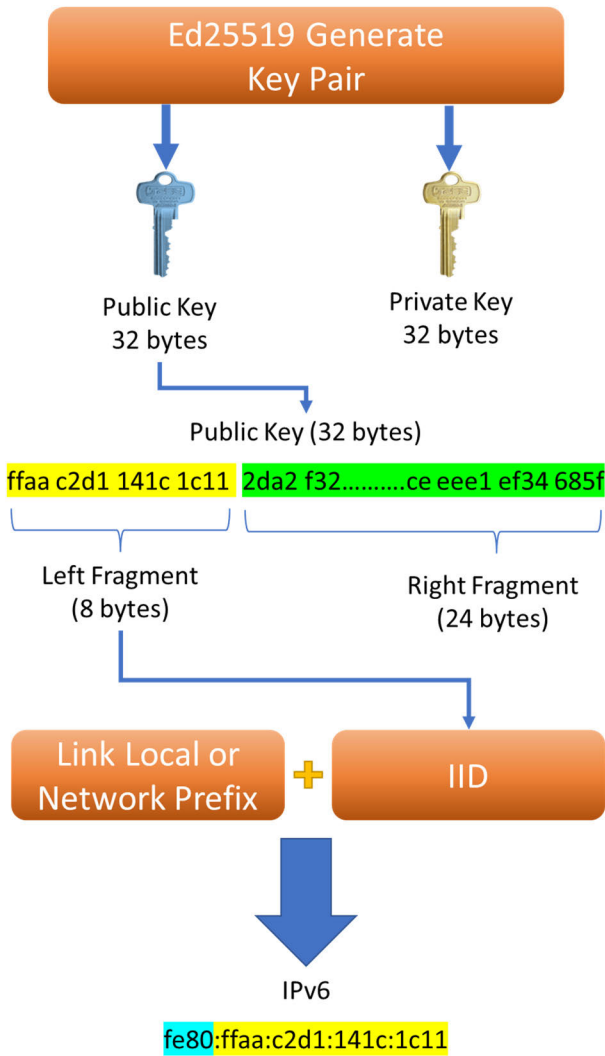 Ed25519 Generate
Key Pair
Public Key
32 bytes
Private Key
32 bytes
Public Key (32 bytes)
ffaa c2d1 141c 1c11 2da2 f32..........ce eee1 ef34 685f
Left Fragment
(8 bytes)
Right Fragment
(24 bytes)
Link Local or
Network Prefix
+
IID
IPv6
fe80:ffaa:c2d1:141c:1c11